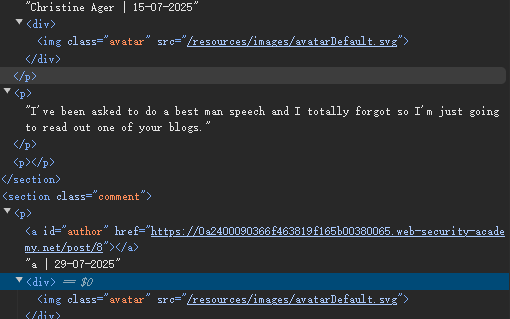 "Christine Ager | 15-07-2025"
▼<div>
<img class="avatar" src="/resources/images/avatarDefault.svg">
</div>
</p>
▼<p>
"I've been asked to do a best man speech and I totally forgot so I'm just going
to read out one of your blogs."
</p>
<p></p>
</section>
<section class="comment">
▼<p>
<a id="author" href="https://0a2400090366f463819f165b00380065.web-security-acade
my.net/post/8"></a>
"a | 29-07-2025"
▼<div> == $0
<img class="avatar" src="/resources/images/avatarDefault.svg">
</div>